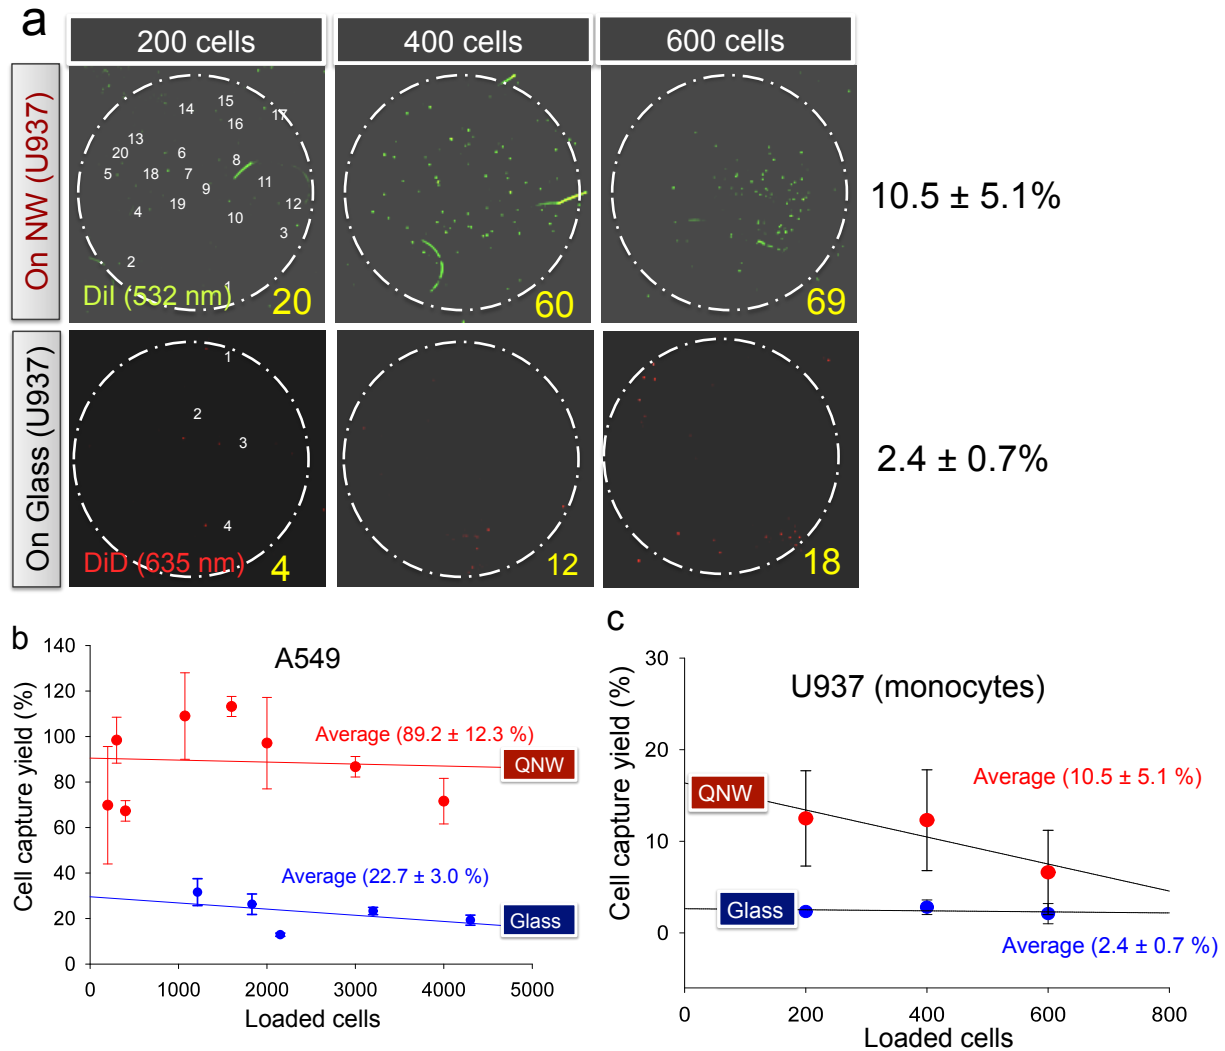 a
200 cells
400 cells
600 cells
On NW (U937)
15
14
17
16
13
20
6
8
5
18
7
11
9
4
19
12
10
3
2
1
DiI (532 nm)
20
60
69
10.5 ± 5.1%
On Glass (U937)
1
2
3
4
DiD (635 nm)
4
12
18
2.4 ± 0.7%
b
A549
Cell capture yield (%)
140
120
100
80
60
40
20
0
Average (89.2 ± 12.3 %)
QNW
Average (22.7 ± 3.0 %)
Glass
0
1000
2000
3000
4000
5000
Loaded cells
c
U937 (monocytes)
Cell capture yield (%)
30
20
10
0
Average (10.5 ± 5.1 %)
QNW
Glass
Average (2.4 ± 0.7 %)
0
200
400
600
800
Loaded cells